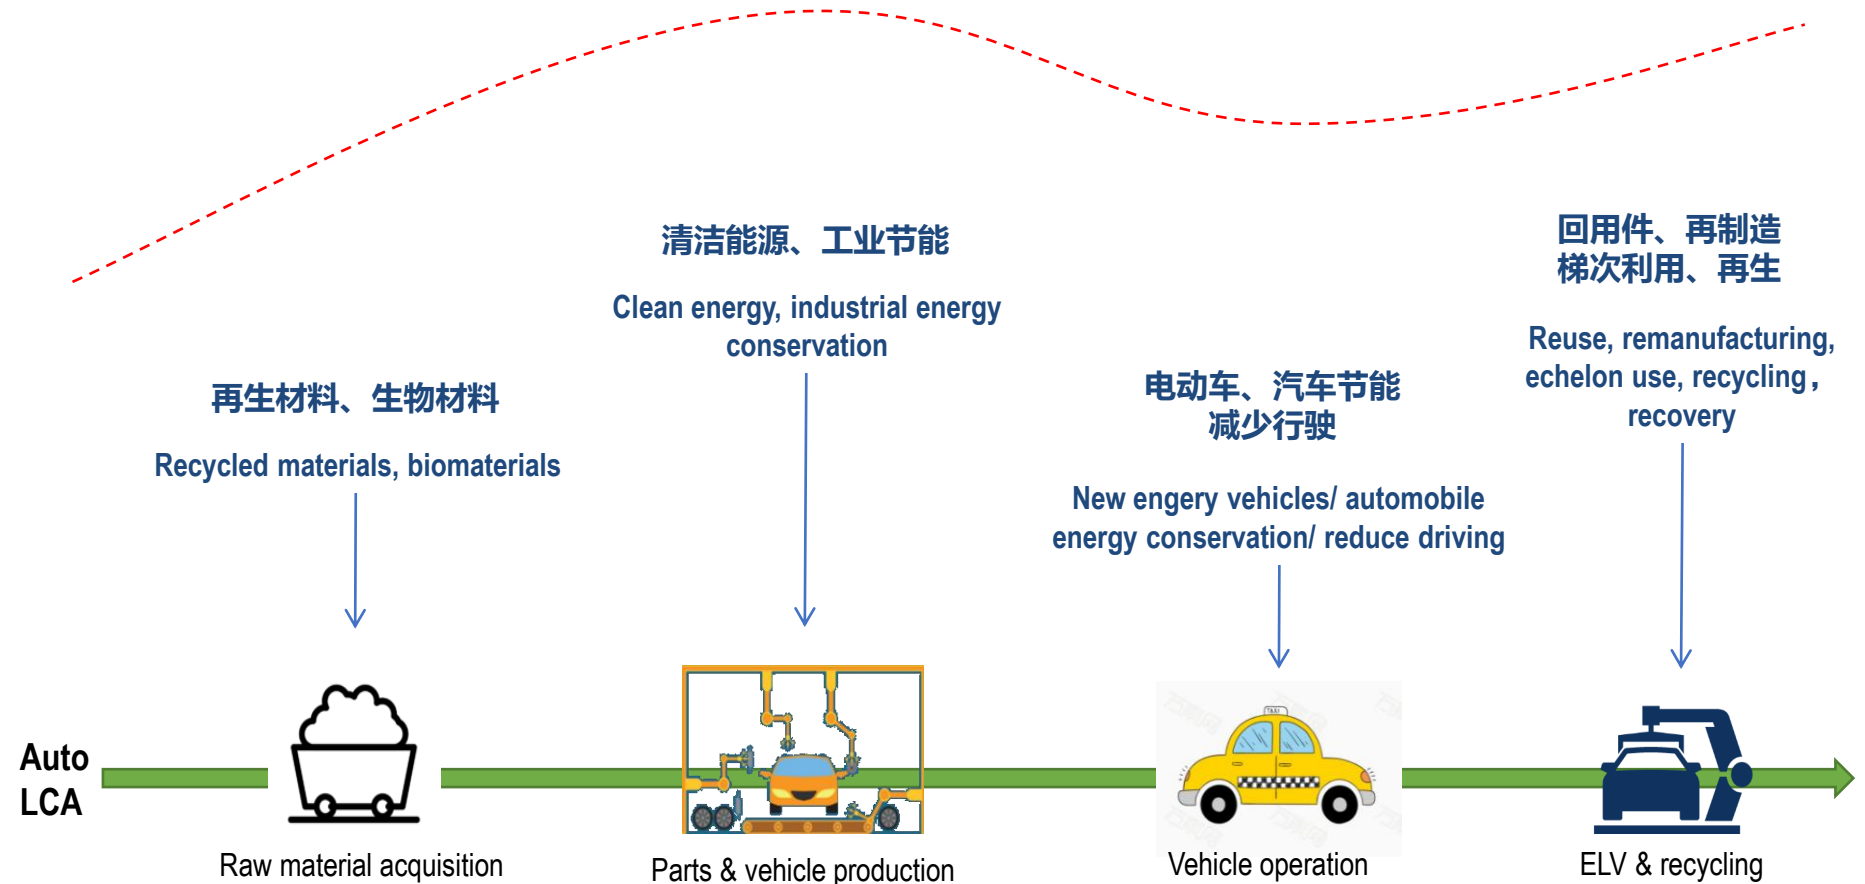 清洁能源、工业节能
Clean energy, industrial energy
conservation
回用件、再制造
梯次利用、再生
Reuse, remanufacturing,
echelon use, recycling，
recovery
再生材料、生物材料
Recycled materials, biomaterials
电动车、汽车节能
减少行驶
New engery vehicles/ automobile
energy conservation/ reduce driving
Auto
LCA
TAXI
Raw material acquisition
Parts & vehicle production
Vehicle operation
ELV & recycling